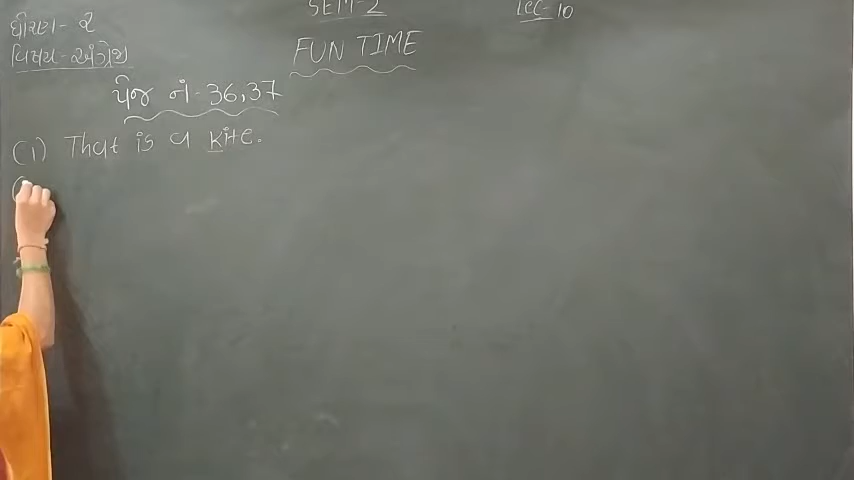 ધોરણ - ૨ SEM-2 LEC-10
વિષય - અંગ્રેજી FUN TIME
પેજ નં - 36,37
(1) That is a kite.
(